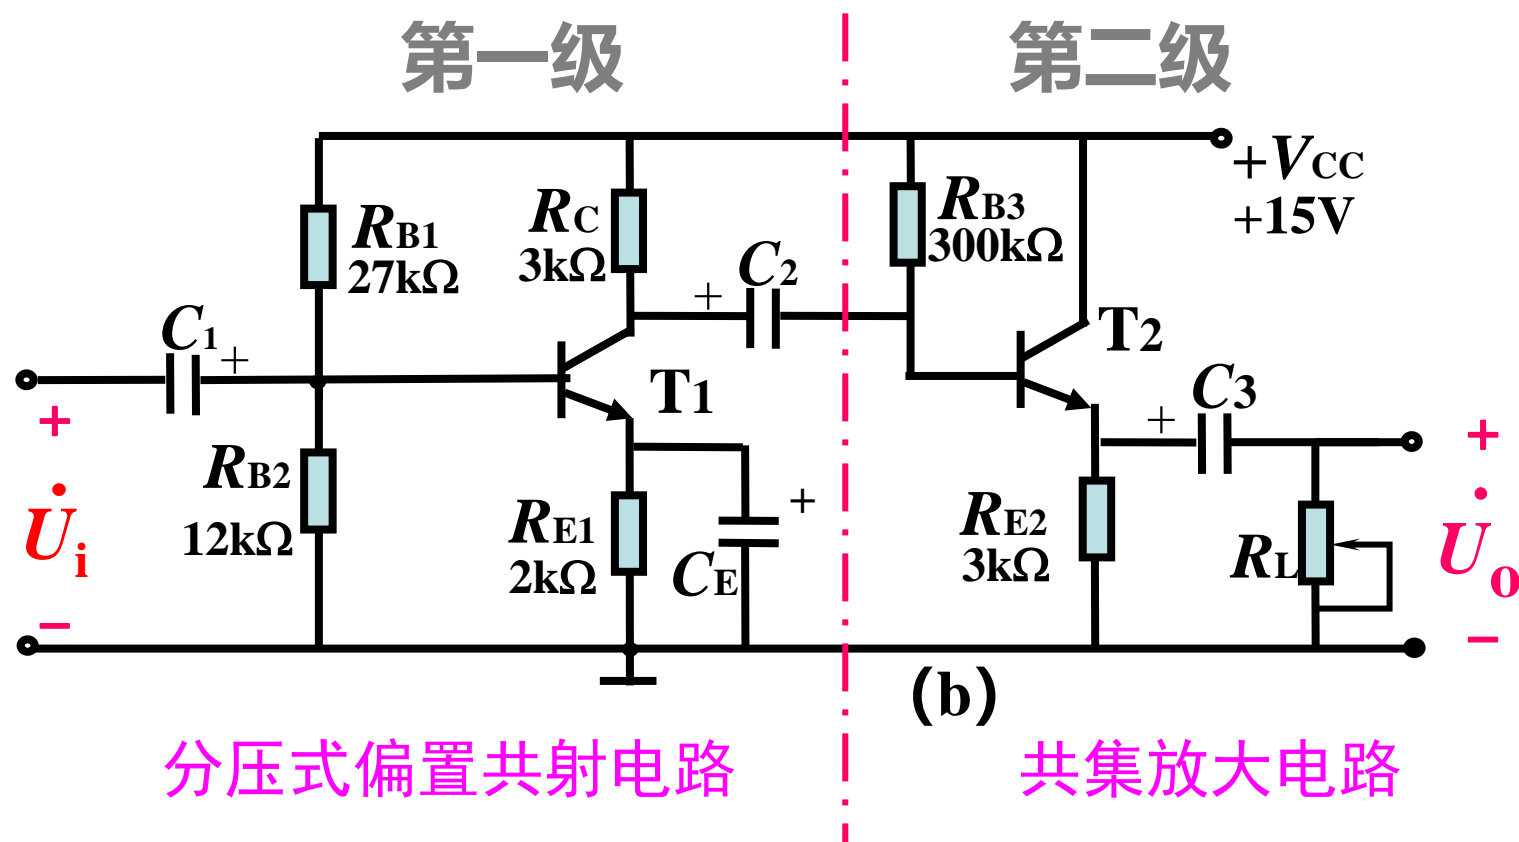 第一级 第二级
+VCC
+15V
RB1
27kΩ
RC
3kΩ
RB3
300kΩ
C1
+
C2
+
T1
T2
C3
+
+
U̇i
−
RB2
12kΩ
RE1
2kΩ
CE
+
RE2
3kΩ
RL
+
U̇o
−
(b)
分压式偏置共射电路 共集放大电路